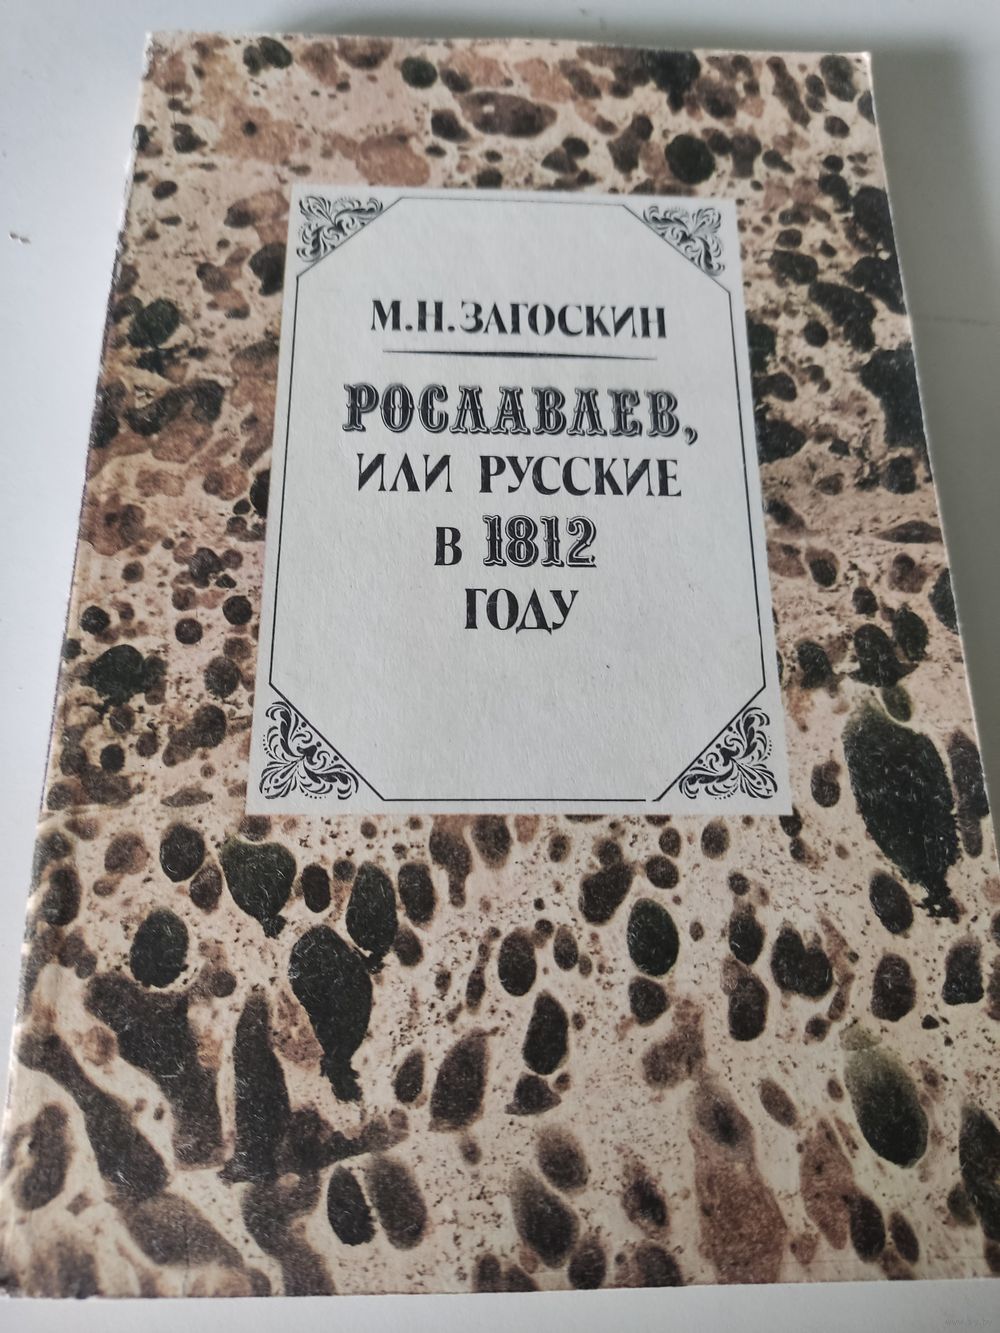 М.Н.ЗАГОСКИН
РОСЛАВЛЕВ,
ИЛИ РУССКИЕ
В 1812
ГОДУ